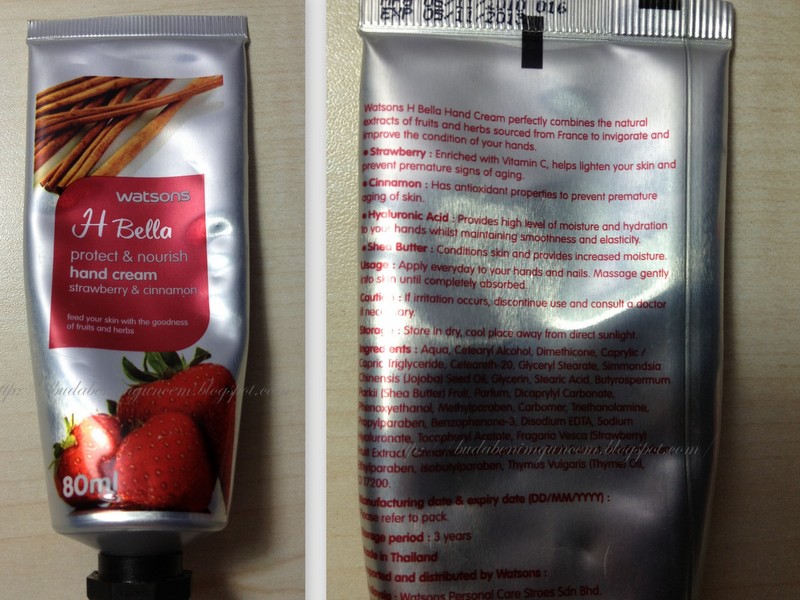 watsons
H Bella
protect & nourish
hand cream
strawberry & cinnamon
feed your skin with the goodness
of fruits and herbs
80ml
016
Watsons H Bella Hand Cream perfectly combines the natural
extracts of fruits and herbs sourced from France to invigorate and
improve the condition of your hands.
• Strawberry : Enriched with Vitamin C, helps lighten your skin and
prevent premature signs of aging.
• Cinnamon : Has antioxidant properties to prevent premature
aging of skin.
• Hyaluronic Acid : Provides high level of moisture and hydration
to your hands whilst maintaining smoothness and elasticity.
• Shea Butter : Conditions skin and provides increased moisture.
Usage : Apply everyday to your hands and nails. Massage gently
into skin until completely absorbed.
Caution : If irritation occurs, discontinue use and consult a doctor
if necessary.
Storage : Store in dry, cool place away from direct sunlight.
Ingredients : Aqua, Cetearyl Alcohol, Dimethicone, Caprylic /
Capric Triglyceride, Ceteareth-20, Glyceryl Stearate, Simmondsia
Chinensis (Jojoba) Seed Oil, Glycerin, Stearic Acid, Butyrospermum
Parkii (Shea Butter) Fruit, Parfum, Dicaprylyl Carbonate,
Phenoxyethanol, Methylparaben, Carbomer, Triethanolamine,
Propylparaben, Benzophenone-3, Disodium EDTA, Sodium
Hyaluronate, Tocopheryl Acetate, Fragaria Vesca (Strawberry)
Fruit Extract,
Ethylparaben, Isobutylparaben, Thymus Vulgaris (Thyme) Oil,
CI 17200.
Manufacturing date & expiry date (DD/MM/YYYY) :
Please refer to pack.
Storage period : 3 years
Made in Thailand
Imported and distributed by Watsons :
Watsons Personal Care Stroes Sdn Bhd.